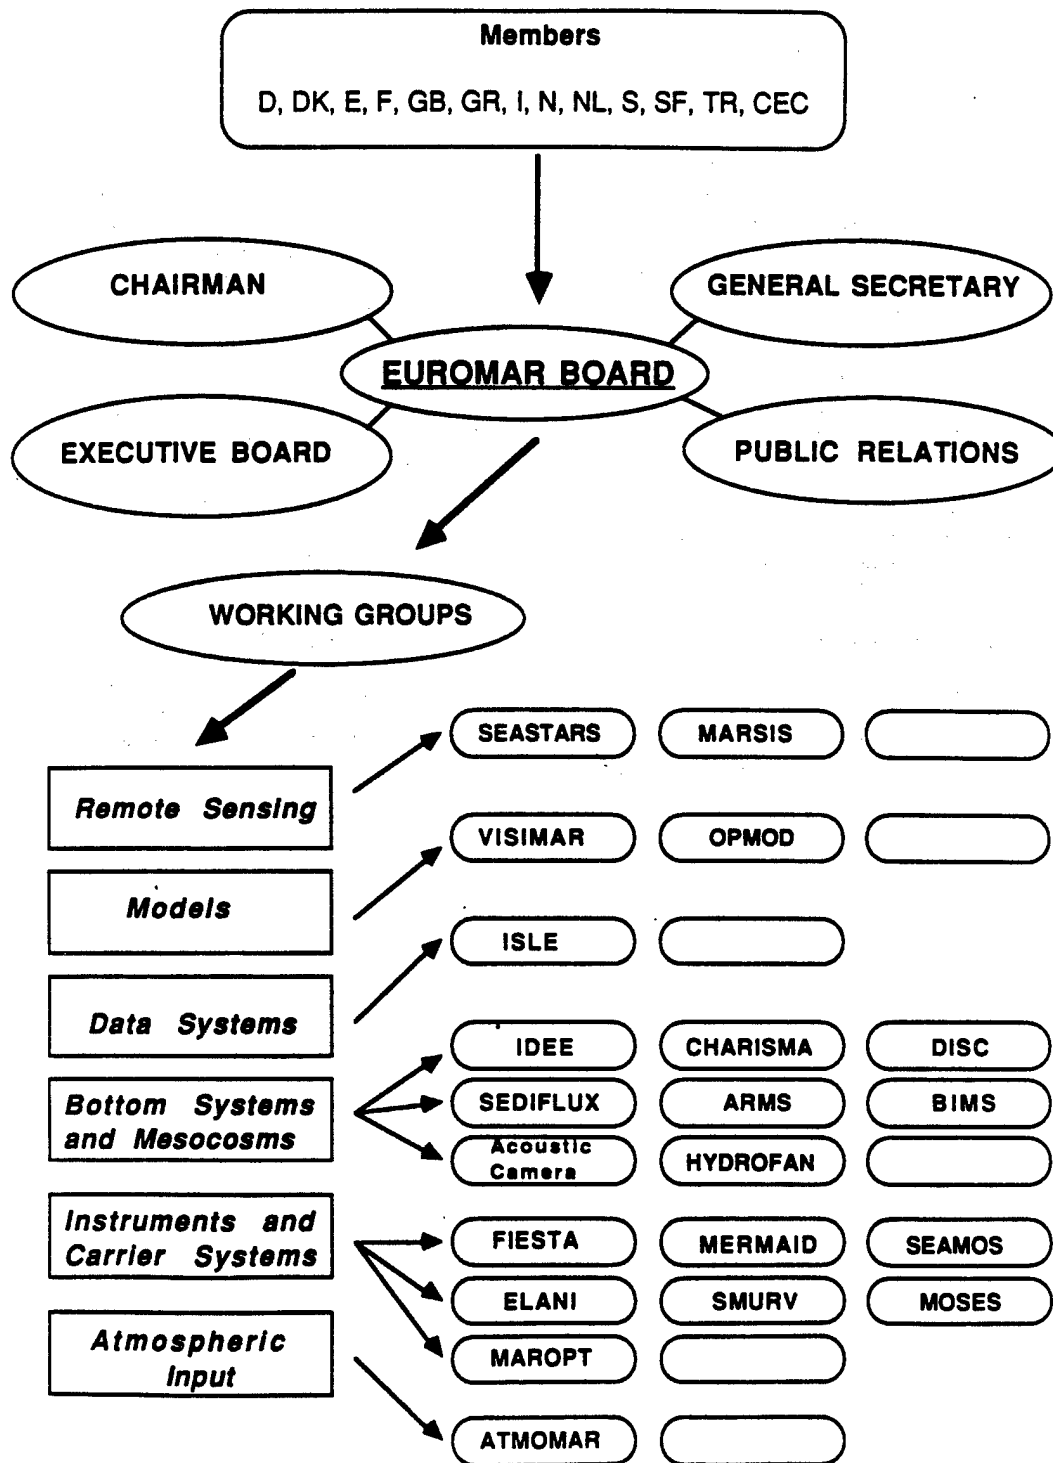 Members
D, DK, E, F, GB, GR, I, N, NL, S, SF, TR, CEC
CHAIRMAN
GENERAL SECRETARY
EUROMAR BOARD
EXECUTIVE BOARD
PUBLIC RELATIONS
WORKING GROUPS
Remote Sensing
SEASTARS
MARSIS
Models
VISIMAR
OPMOD
Data Systems
ISLE
Bottom Systems
and Mesocosms
IDEE
CHARISMA
DISC
SEDIFLUX
ARMS
BIMS
Acoustic
Camera
HYDROFAN
Instruments and
Carrier Systems
FIESTA
MERMAID
SEAMOS
ELANI
SMURV
MOSES
MAROPT
Atmospheric
Input
ATMOMAR